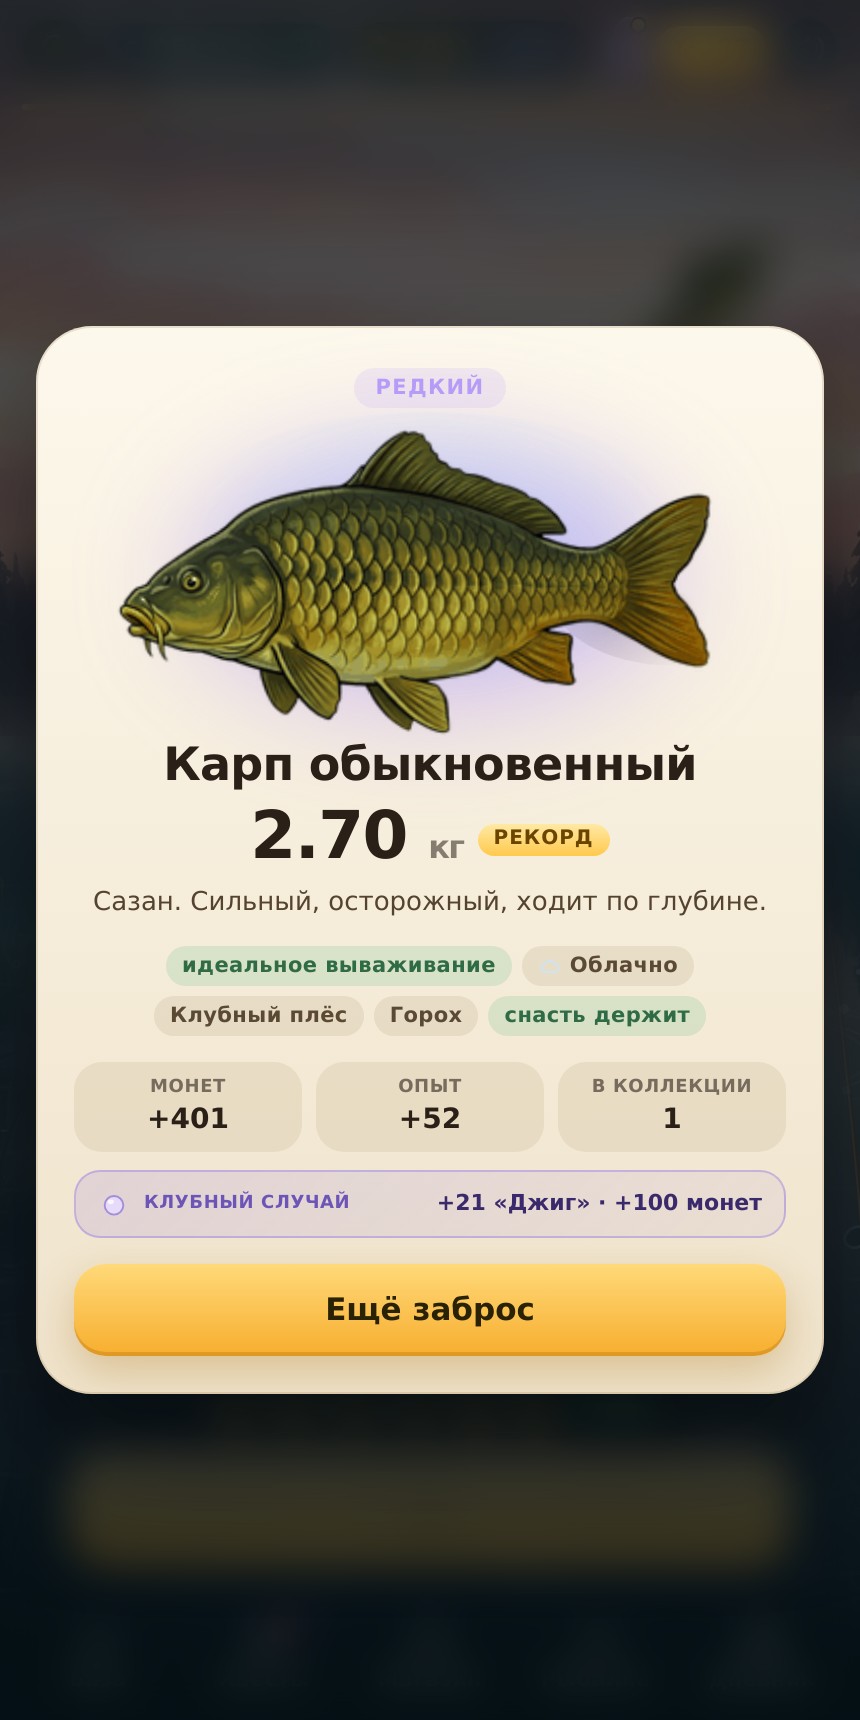 РЕДКИЙ
Карп обыкновенный
2.70 кг РЕКОРД
Сазан. Сильный, осторожный, ходит по глубине.
идеальное вываживание Облачно
Клубный плёс Горох снасть держит
МОНЕТ ОПЫТ В КОЛЛЕКЦИИ
+401 +52 1
КЛУБНЫЙ СЛУЧАЙ +21 «Джиг» · +100 монет
Ещё заброс